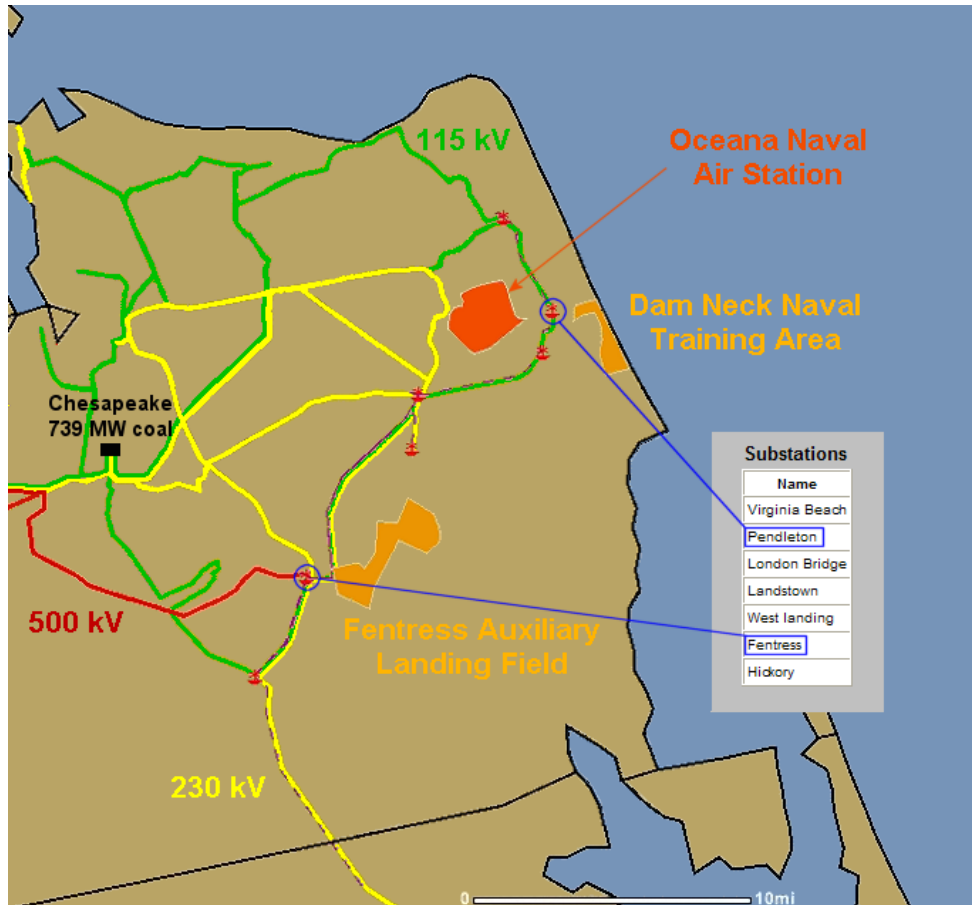 115 kV
Oceana Naval
Air Station
Dam Neck Naval
Training Area
Chesapeake
739 MW coal
Substations
Name
Virginia Beach
Pendleton
London Bridge
Landstown
West landing
Fentress
Hickory
500 kV
Fentress Auxiliary
Landing Field
230 kV
0 10mi